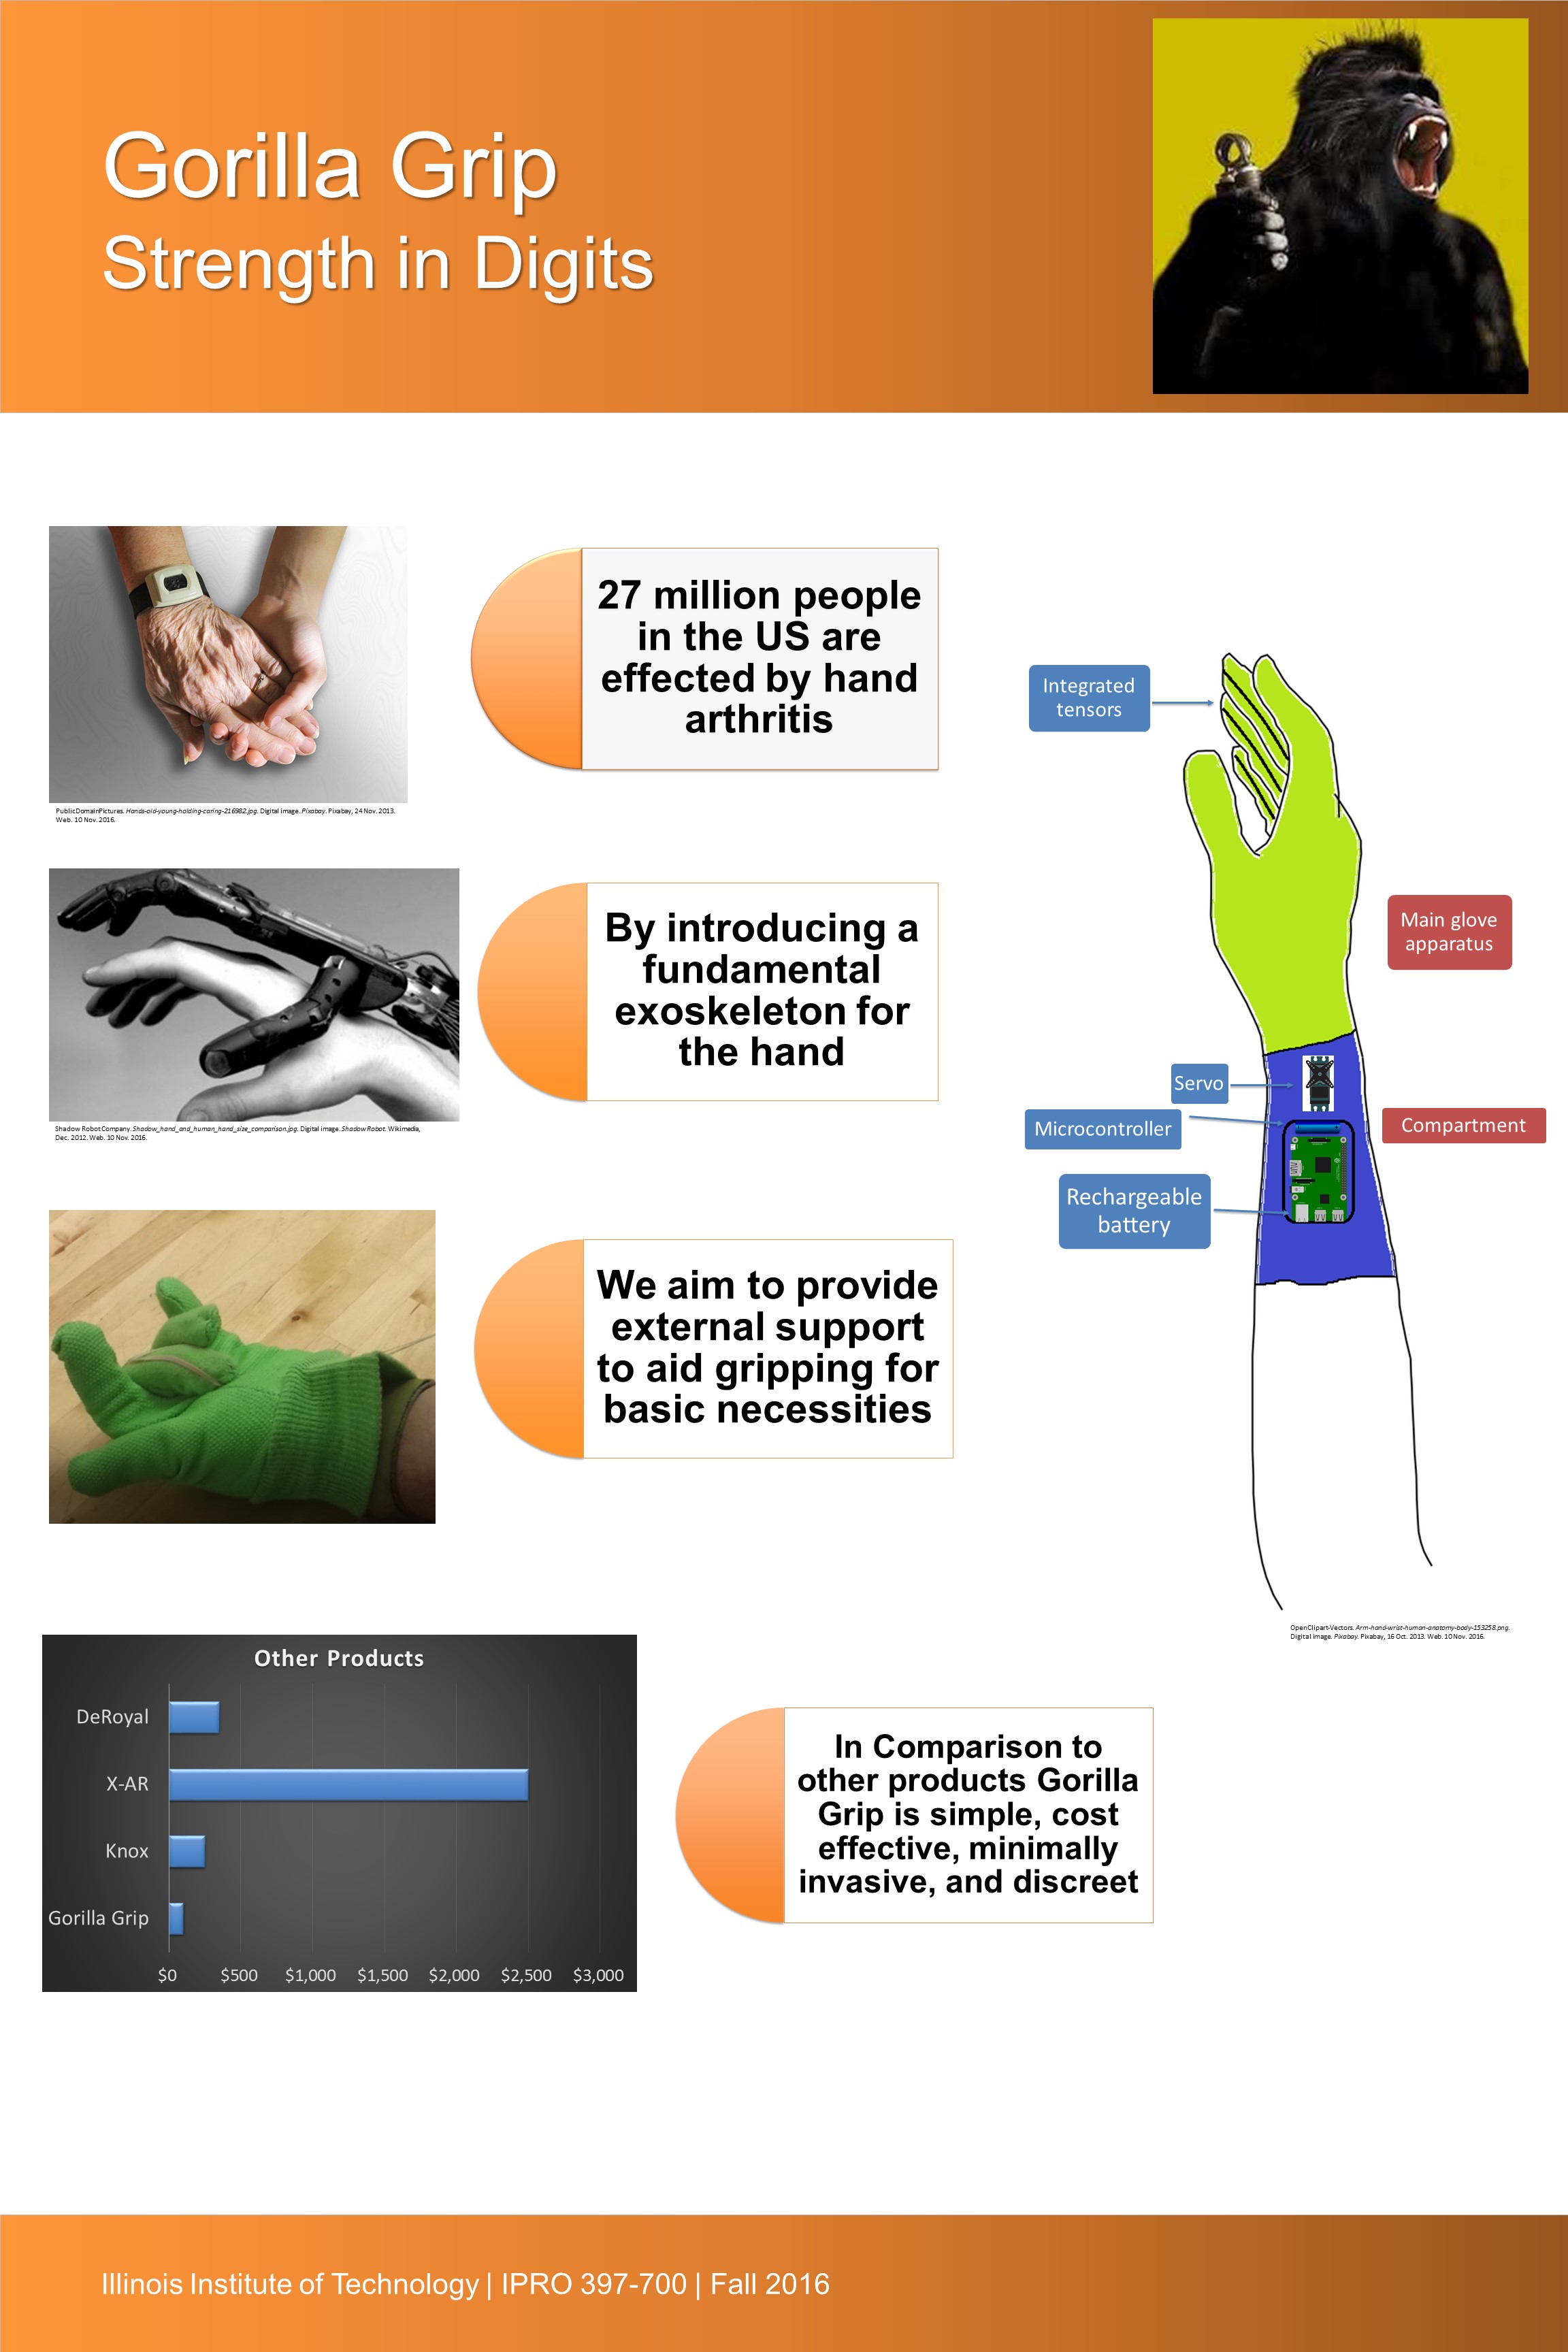 Gorilla Grip
Strength in Digits
27 million people
in the US are
effected by hand
arthritis
PublicDomainPictures. Hands-old-young-holding-caring-216982.jpg. Digital image. Pixabay. Pixabay, 24 Nov. 2013.
Web. 10 Nov. 2016.
By introducing a
fundamental
exoskeleton for
the hand
Shadow Robot Company. Shadow_hand_and_human_hand_size_comparison.jpg. Digital image. Shadow Robot. Wikimedia,
Dec. 2012. Web. 10 Nov. 2016.
We aim to provide
external support
to aid gripping for
basic necessities
Integrated
tensors
Main glove
apparatus
Servo
Microcontroller
Compartment
Rechargeable
battery
OpenClipart-Vectors. Arm-hand-wrist-human-anatomy-body-153258.png.
Digital image. Pixabay. Pixabay, 16 Oct. 2013. Web. 10 Nov. 2016.
Other Products
DeRoyal
X-AR
Knox
Gorilla Grip
$0 $500 $1,000 $1,500 $2,000 $2,500 $3,000
In Comparison to
other products Gorilla
Grip is simple, cost
effective, minimally
invasive, and discreet
Illinois Institute of Technology | IPRO 397-700 | Fall 2016